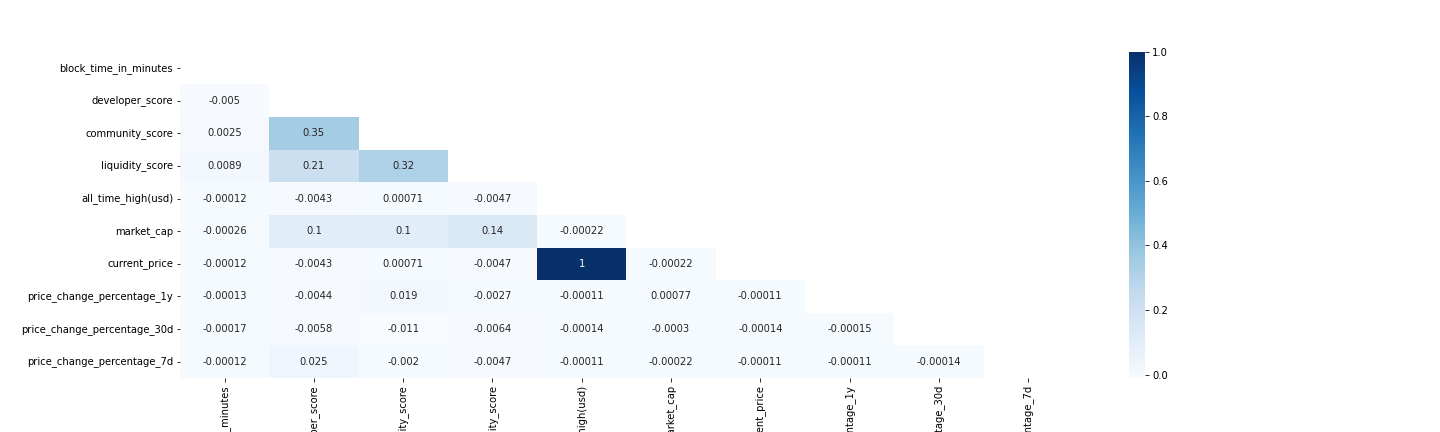 1.0
block_time_in_minutes
developer_score -0.005
0.8
community_score 0.0025 0.35
liquidity_score 0.0089 0.21 0.32
0.6
all_time_high(usd) -0.00012 -0.0043 0.00071 -0.0047
market_cap -0.00026 0.1 0.1 0.14 -0.00022
0.4
current_price -0.00012 -0.0043 0.00071 -0.0047 1 -0.00022
price_change_percentage_1y -0.00013 -0.0044 0.019 -0.0027 -0.00011 0.00077 -0.00011
0.2
price_change_percentage_30d -0.00017 -0.0058 -0.011 -0.0064 -0.00014 -0.0003 -0.00014 -0.00015
price_change_percentage_7d -0.00012 0.025 -0.002 -0.0047 -0.00011 -0.00022 -0.00011 -0.00011 -0.00014
0.0
_minutes
per_score
ity_score
ity_score
high(usd)
arket_cap
ent_price
ntage_1y
tage_30d
ntage_7d